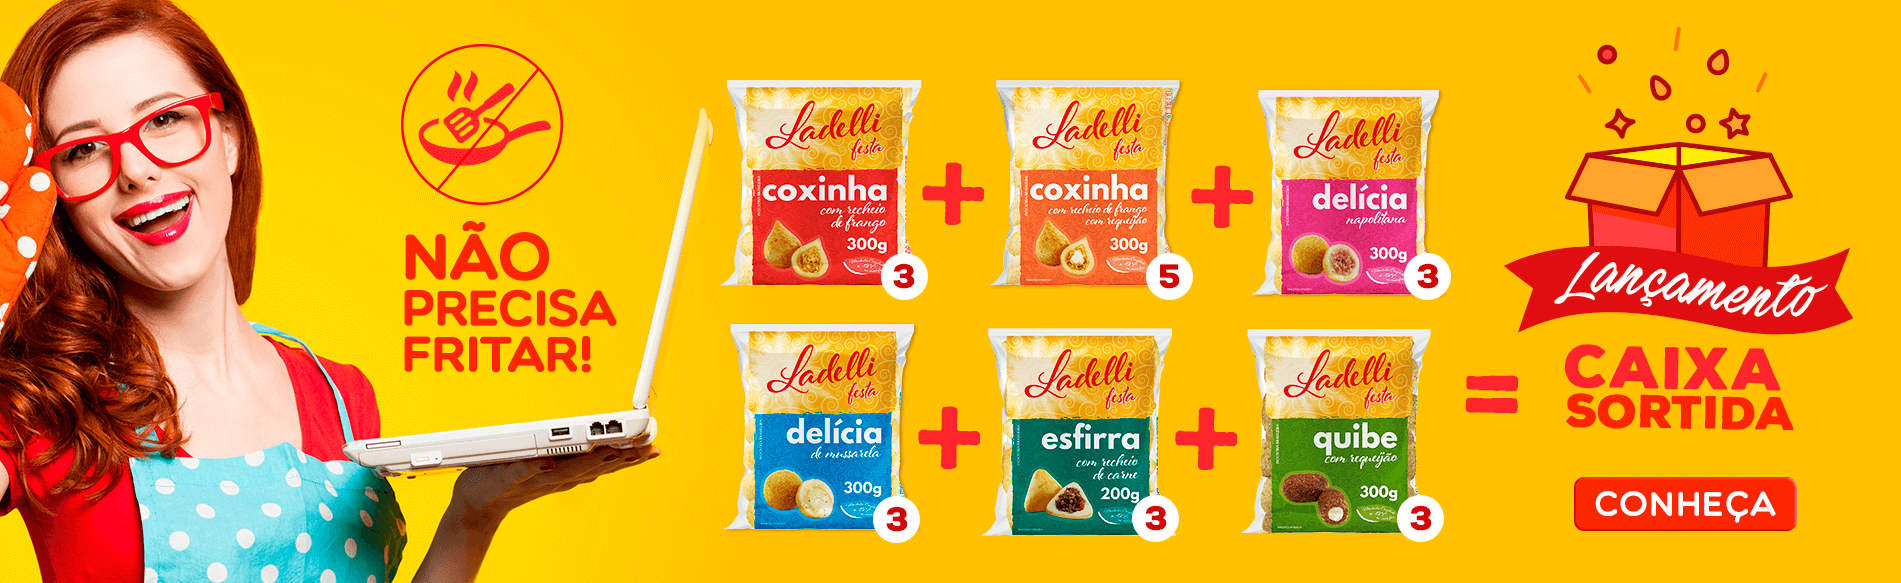 NÃO
PRECISA
FRITAR!
Ladelli
festa
coxinha
com recheio
de frango
300g
3
+
Ladelli
festa
coxinha
com recheio de frango
com requeijão
300g
5
+
Ladelli
festa
delícia
napolitana
300g
3
Ladelli
festa
delícia
de mussarela
300g
3
+
Ladelli
festa
esfirra
com recheio
de carne
200g
3
+
Ladelli
festa
quibe
com requeijão
300g
3
=
Lançamento
CAIXA
SORTIDA
CONHEÇA